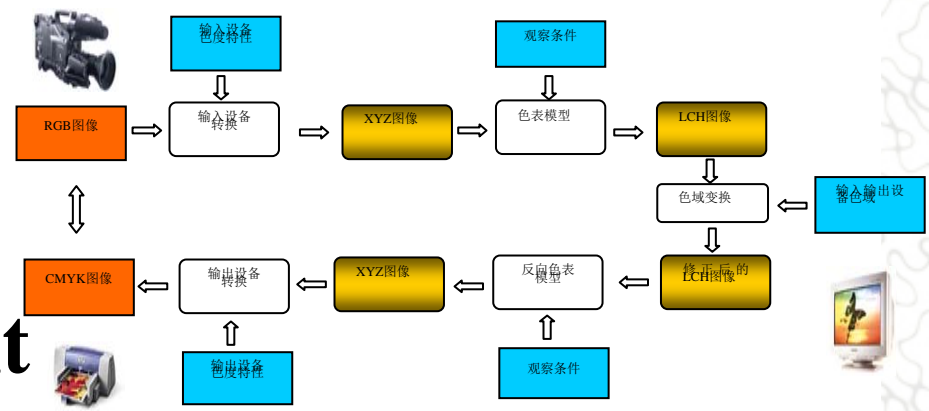 输入设备
色度特性
观察条件
RGB图像
输入设备
转换
XYZ图像
色表模型
LCH图像
色域变换
输入输出设
备色域
CMYK图像
输出设备
转换
XYZ图像
反向色表
模型
修正后的
LCH图像
输出设备
色度特性
观察条件
t